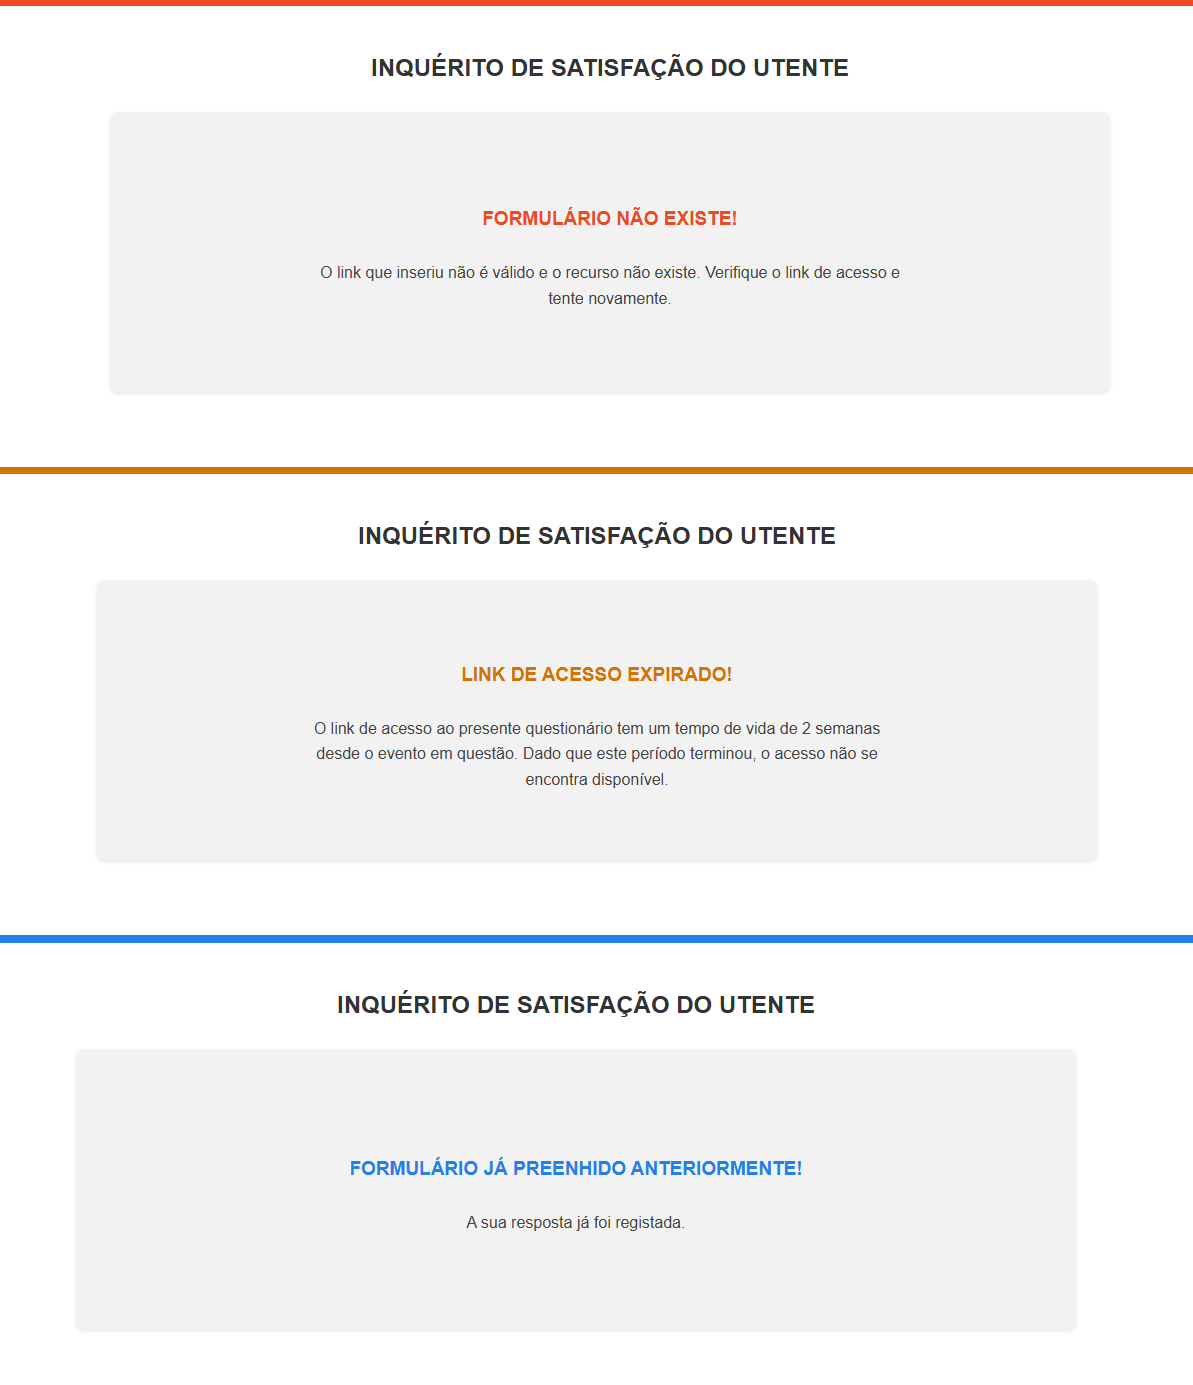 INQUÉRITO DE SATISFAÇÃO DO UTENTE
FORMULÁRIO NÃO EXISTE!
O link que inseriu não é válido e o recurso não existe. Verifique o link de acesso e
tente novamente.
INQUÉRITO DE SATISFAÇÃO DO UTENTE
LINK DE ACESSO EXPIRADO!
O link de acesso ao presente questionário tem um tempo de vida de 2 semanas
desde o evento em questão. Dado que este período terminou, o acesso não se
encontra disponível.
INQUÉRITO DE SATISFAÇÃO DO UTENTE
FORMULÁRIO JÁ PREENHIDO ANTERIORMENTE!
A sua resposta já foi registada.